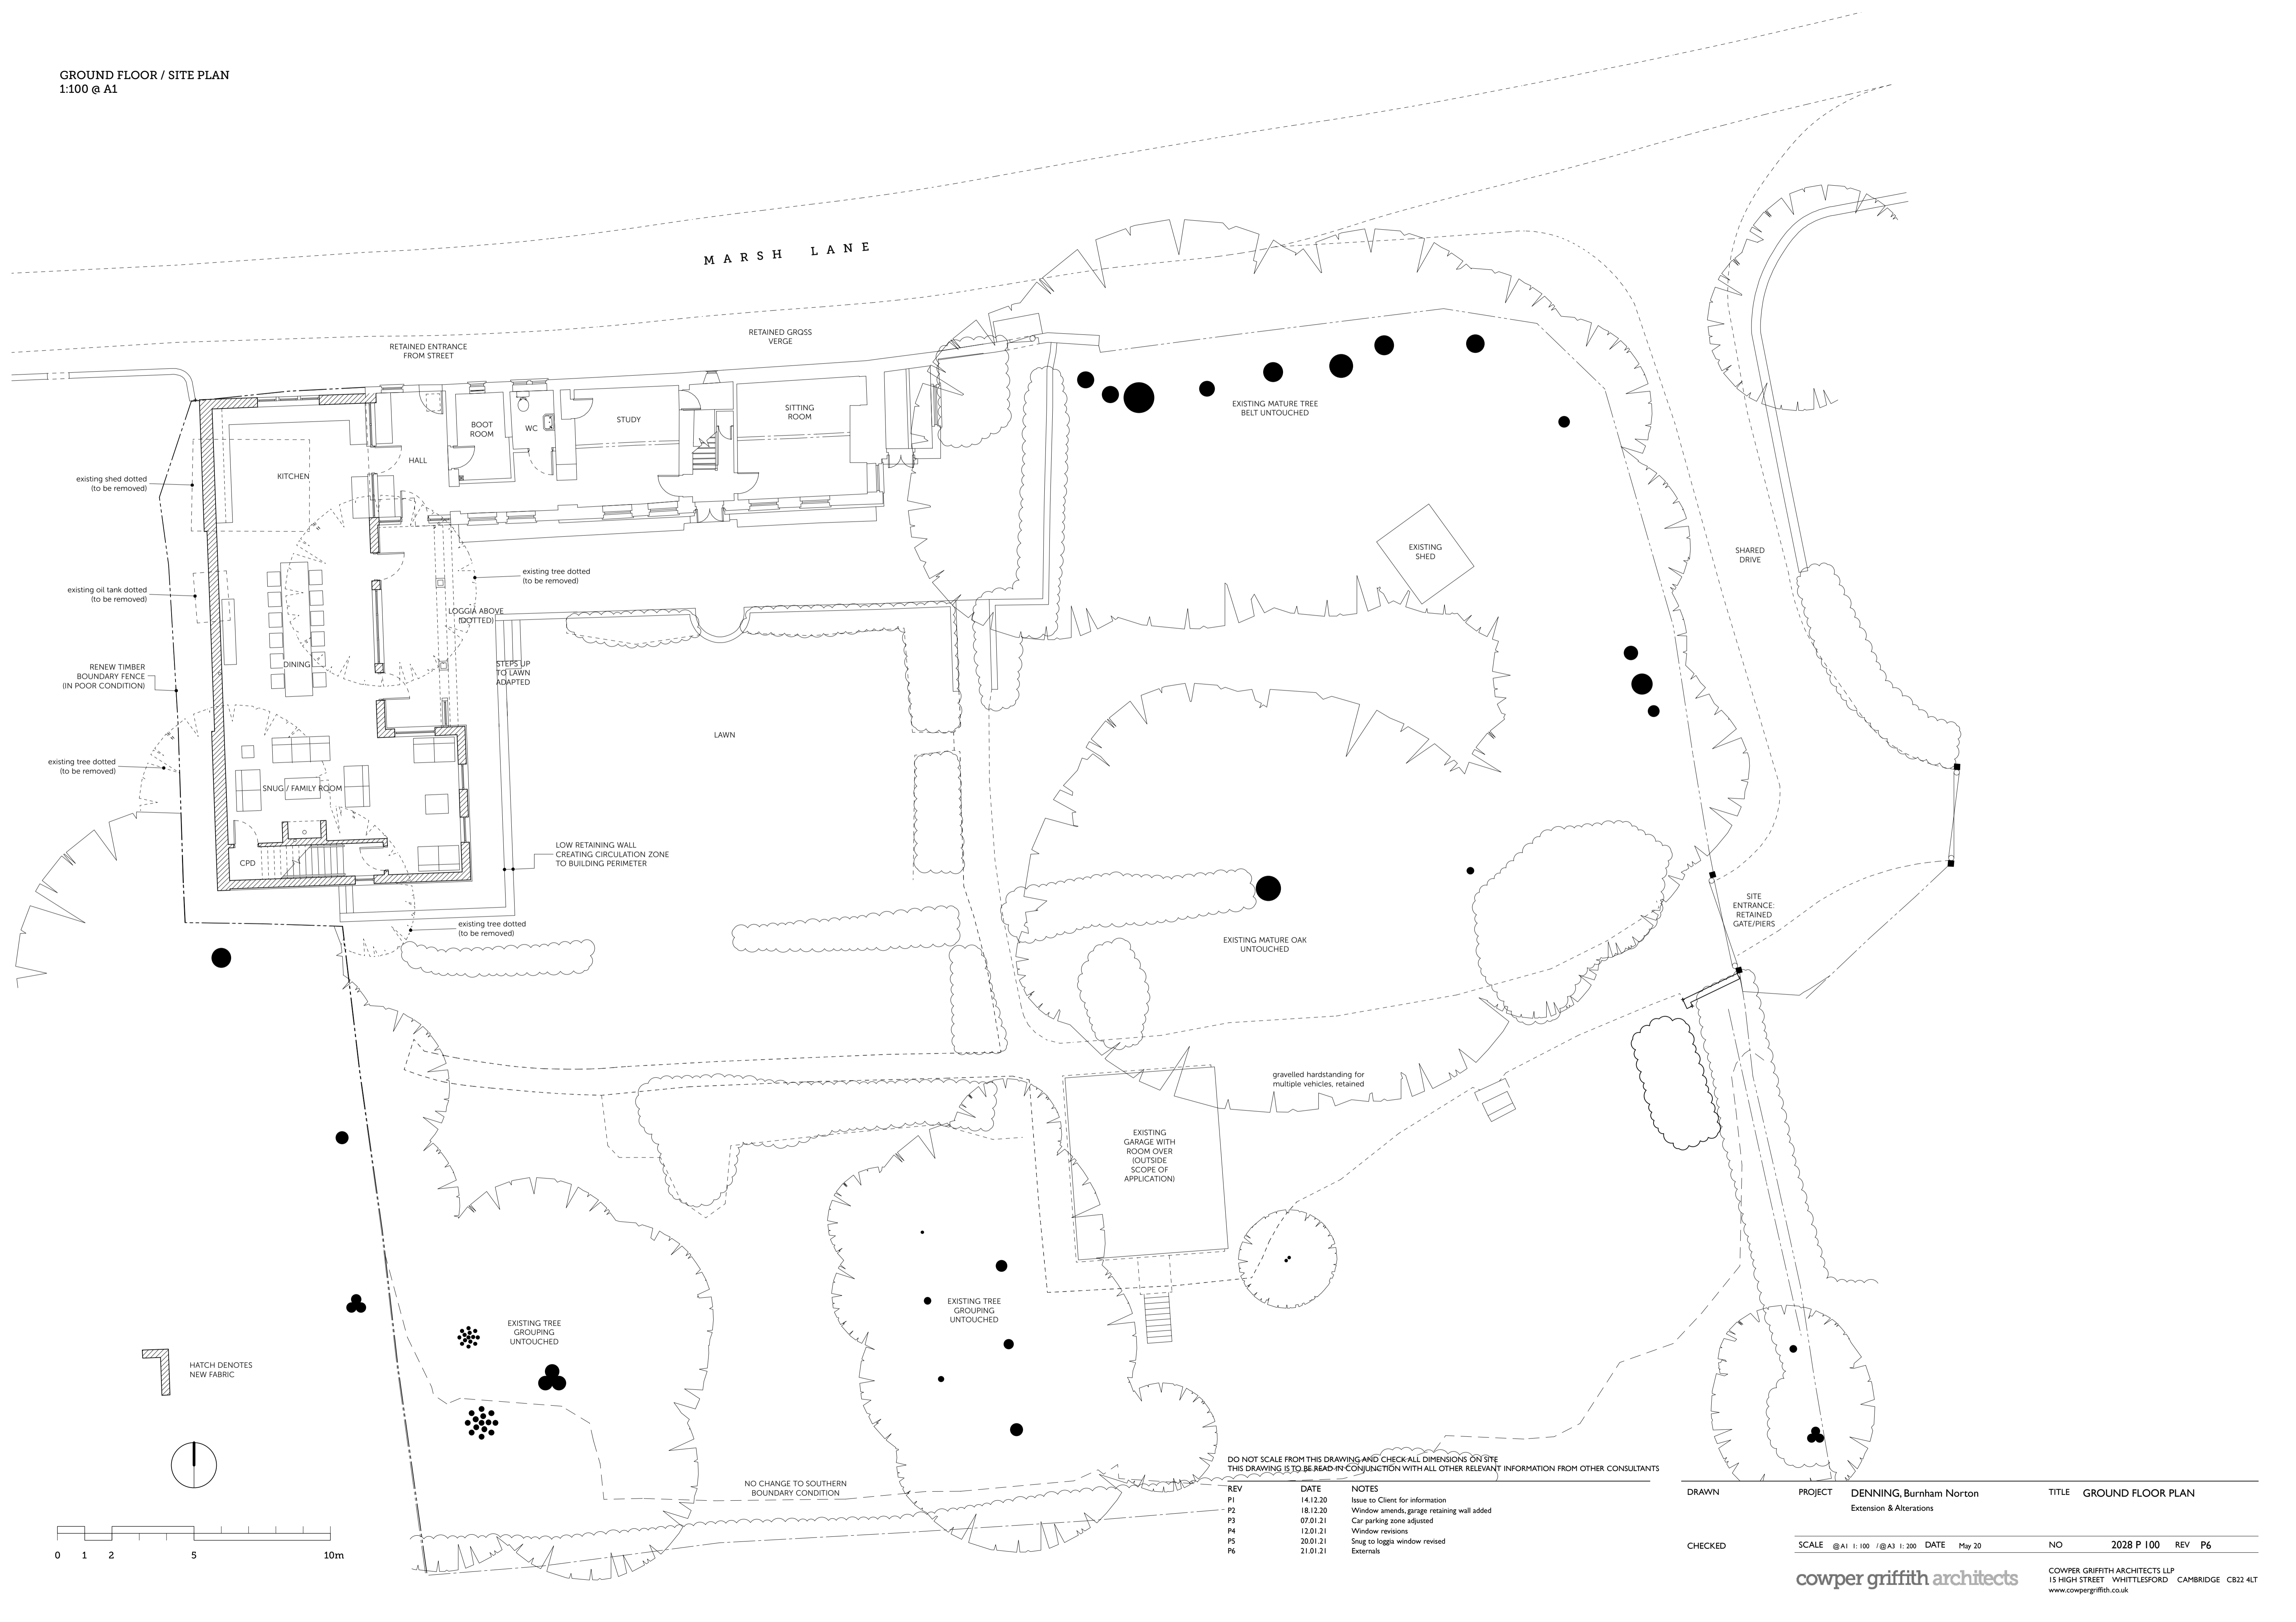 GROUND FLOOR / SITE PLAN
1:100 @ A1
MARSH LANE
RETAINED GRQSS
VERGE
RETAINED ENTRANCE
FROM STREET
BOOT
ROOM
WC
STUDY
SITTING
ROOM
HALL
KITCHEN
EXISTING MATURE TREE
BELT UNTOUCHED
existing shed dotted
(to be removed)
EXISTING
SHED
SHARED
DRIVE
existing oil tank dotted
(to be removed)
existing tree dotted
(to be removed)
LOGGIA ABOVE
(DOTTED)
RENEW TIMBER
BOUNDARY FENCE
(IN POOR CONDITION)
DINING
STEPS UP
TO LAWN
ADAPTED
LAWN
existing tree dotted
(to be removed)
SNUG / FAMILY ROOM
CPD
LOW RETAINING WALL
CREATING CIRCULATION ZONE
TO BUILDING PERIMETER
existing tree dotted
(to be removed)
EXISTING MATURE OAK
UNTOUCHED
SITE
ENTRANCE:
RETAINED
GATE/PIERS
gravelled hardstanding for
multiple vehicles, retained
EXISTING
GARAGE WITH
ROOM OVER
(OUTSIDE
SCOPE OF
APPLICATION)
EXISTING TREE
GROUPING
UNTOUCHED
EXISTING TREE
GROUPING
UNTOUCHED
HATCH DENOTES
NEW FABRIC
NO CHANGE TO SOUTHERN
BOUNDARY CONDITION
0 1 2 5 10m
DO NOT SCALE FROM THIS DRAWING AND CHECK ALL DIMENSIONS ON SITE
THIS DRAWING IS TO BE READ IN CONJUNCTION WITH ALL OTHER RELEVANT INFORMATION FROM OTHER CONSULTANTS
REV DATE NOTES
P1 14.12.20 Issue to Client for information
P2 18.12.20 Window amends, garage retaining wall added
P3 07.01.21 Car parking zone adjusted
P4 12.01.21 Window revisions
P5 20.01.21 Snug to loggia window revised
P6 21.01.21 Externals
DRAWN
CHECKED
PROJECT DENNING, Burnham Norton
Extension & Alterations
TITLE GROUND FLOOR PLAN
SCALE @ A1 1: 100 / @ A3 1: 200 DATE May 20
NO 2028 P 100 REV P6
cowper griffith architects
COWPER GRIFFITH ARCHITECTS LLP
15 HIGH STREET WHITTLESFORD CAMBRIDGE CB22 4LT
www.cowpergriffith.co.uk